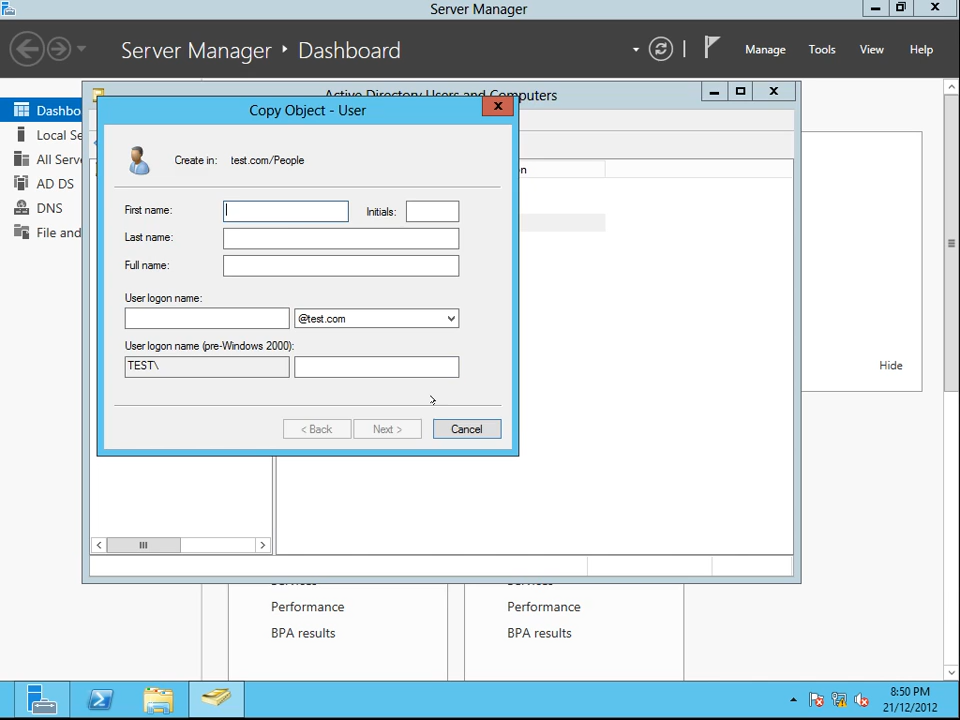 Server Manager
Server Manager ‣ Dashboard
Manage
Tools
View
Help
Active Directory Users and Computers
Copy Object - User
Dashbo
Local Se
All Serve
AD DS
DNS
File and
Create in: test.com/People
First name:
Initials:
Last name:
Full name:
User logon name:
@test.com
User logon name (pre-Windows 2000):
TEST\
< Back
Next >
Cancel
Hide
Performance
BPA results
Performance
BPA results
8:50 PM
21/12/2012